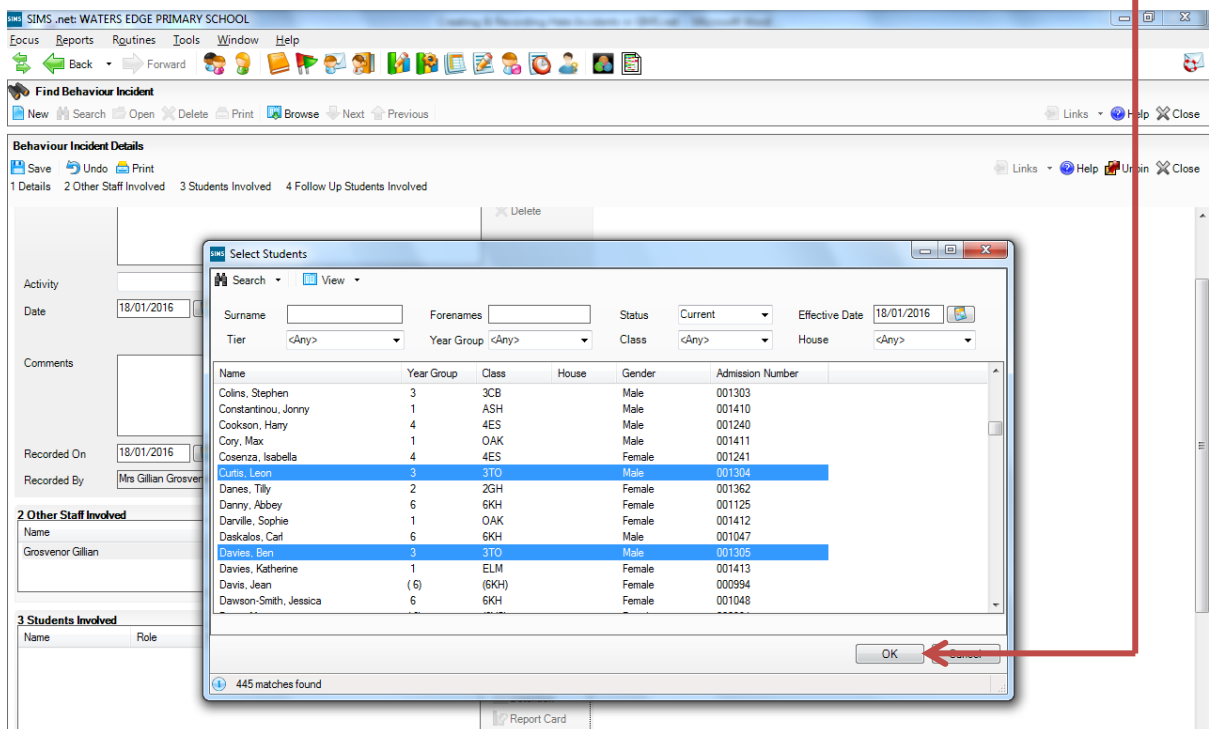 SIMS .net: WATERS EDGE PRIMARY SCHOOL
Focus Reports Routines Tools Window Help
Back Forward
Find Behaviour Incident
New Search Open Delete Print Browse Next Previous Links Help Close
Behaviour Incident Details
Save Undo Print Links Help Unpin Close
1 Details 2 Other Staff Involved 3 Students Involved 4 Follow Up Students Involved
Delete
Activity
Date 18/01/2016
Comments
Recorded On 18/01/2016
Recorded By Mrs Gillian Grosven
2 Other Staff Involved
Name
Grosvenor Gillian
3 Students Involved
Name Role
SIMS Select Students
Search View
Surname Forenames Status Current Effective Date 18/01/2016
Tier <Any> Year Group <Any> Class <Any> House <Any>
Name Year Group Class House Gender Admission Number
Colins, Stephen 3 3CB Male 001303
Constantinou, Jonny 1 ASH Male 001410
Cookson, Harry 4 4ES Male 001240
Cory, Max 1 OAK Male 001411
Cosenza, Isabella 4 4ES Female 001241
Curtis, Leon 3 3TO Male 001304
Danes, Tilly 2 2GH Female 001362
Danny, Abbey 6 6KH Female 001125
Darville, Sophie 1 OAK Female 001412
Daskalos, Carl 6 6KH Male 001047
Davies, Ben 3 3TO Male 001305
Davies, Katherine 1 ELM Female 001413
Davis, Jean ( 6) (6KH) Female 000994
Dawson-Smith, Jessica 6 6KH Female 001048
OK Cancel
445 matches found
Report Card